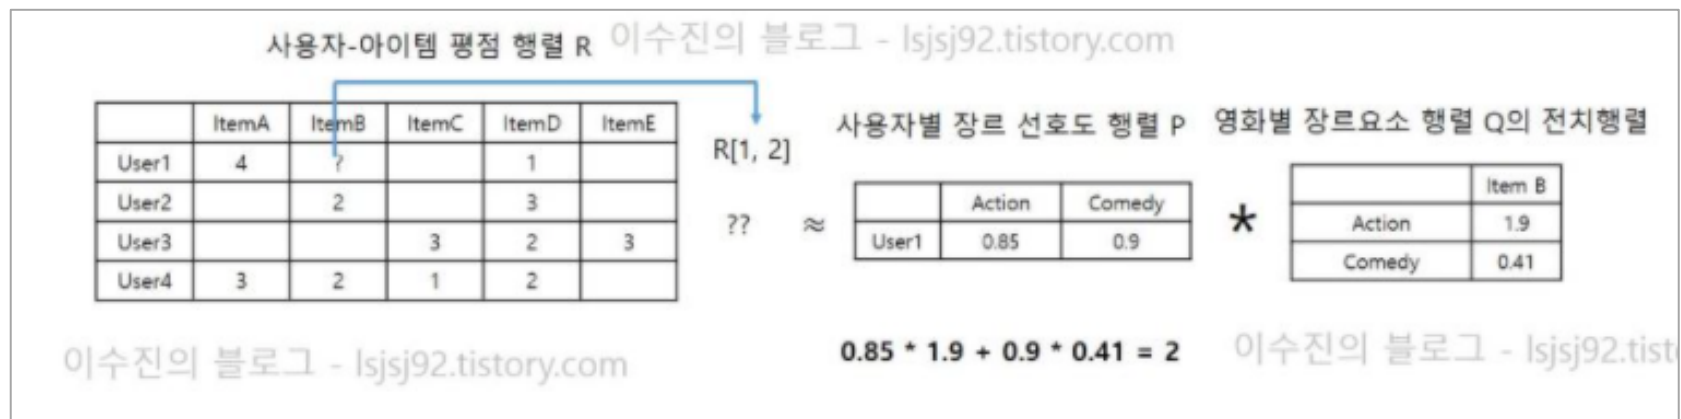 이수진의 블로그 - lsjsj92.tistory.com
사용자-아이템 평점 행렬 R
ItemA ItemB ItemC ItemD ItemE
User1 4 ? 1
User2 2 3
User3 3 2 3
User4 3 2 1 2
R[1, 2]
?? ≈
사용자별 장르 선호도 행렬 P
Action Comedy
User1 0.85 0.9
*
영화별 장르요소 행렬 Q의 전치행렬
Item B
Action 1.9
Comedy 0.41
0.85 * 1.9 + 0.9 * 0.41 = 2
이수진의 블로그 - lsjsj92.tistory.com
이수진의 블로그 - lsjsj92.tist